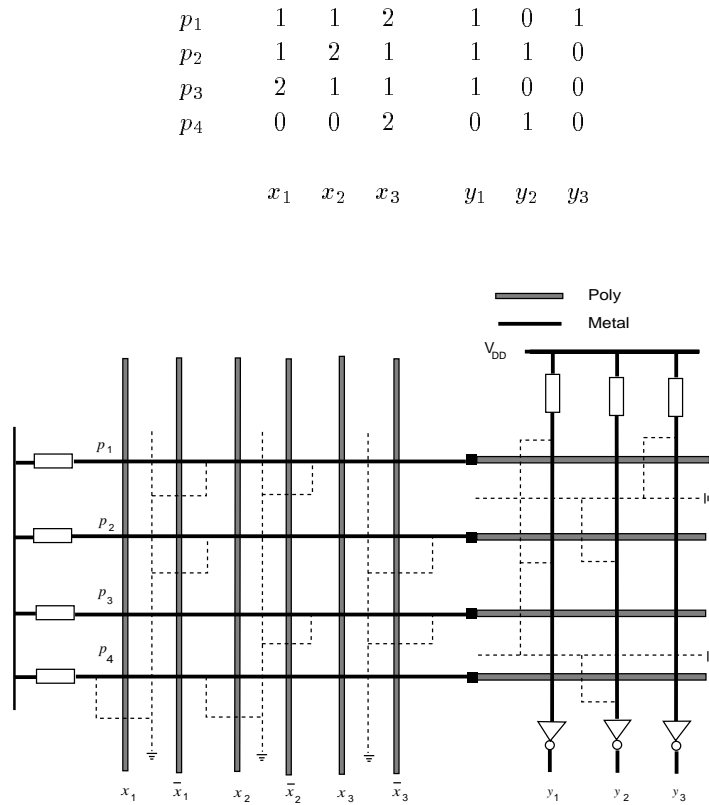 p1 1 1 2 1 0 1
p2 1 2 1 1 1 0
p3 2 1 1 1 0 0
p4 0 0 2 0 1 0
x1 x2 x3 y1 y2 y3
Poly
Metal
VDD
p1
p2
p3
p4
x1 x̄1 x2 x̄2 x3 x̄3 y1 y2 y3